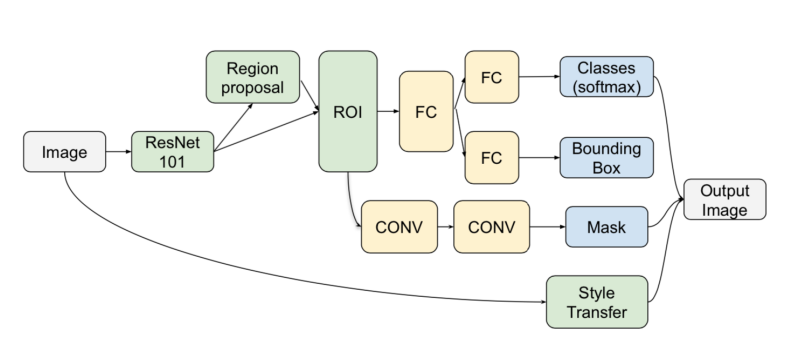 Image
ResNet
101
Region
proposal
ROI
FC
FC
Classes
(softmax)
FC
Bounding
Box
CONV
CONV
Mask
Style
Transfer
Output
Image